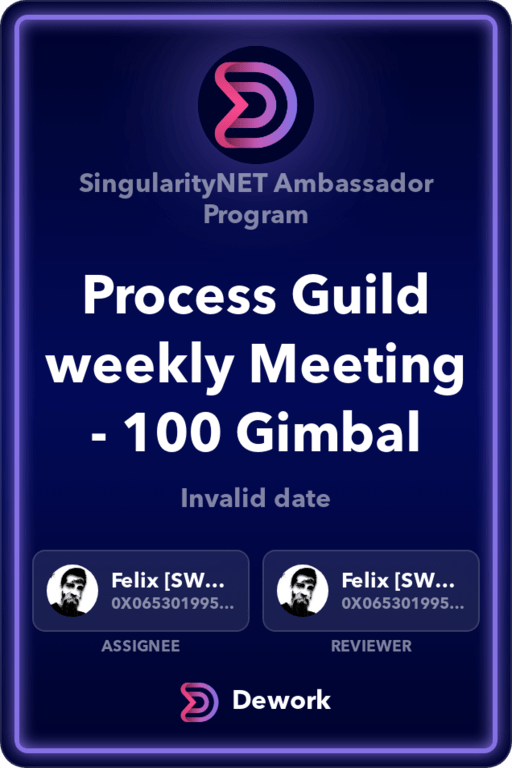 SingularityNET Ambassador
Program
Process Guild
weekly Meeting
- 100 Gimbal
Invalid date
Felix [SW...
0X065301995...
Felix [SW...
0X065301995...
ASSIGNEE
REVIEWER
Dework